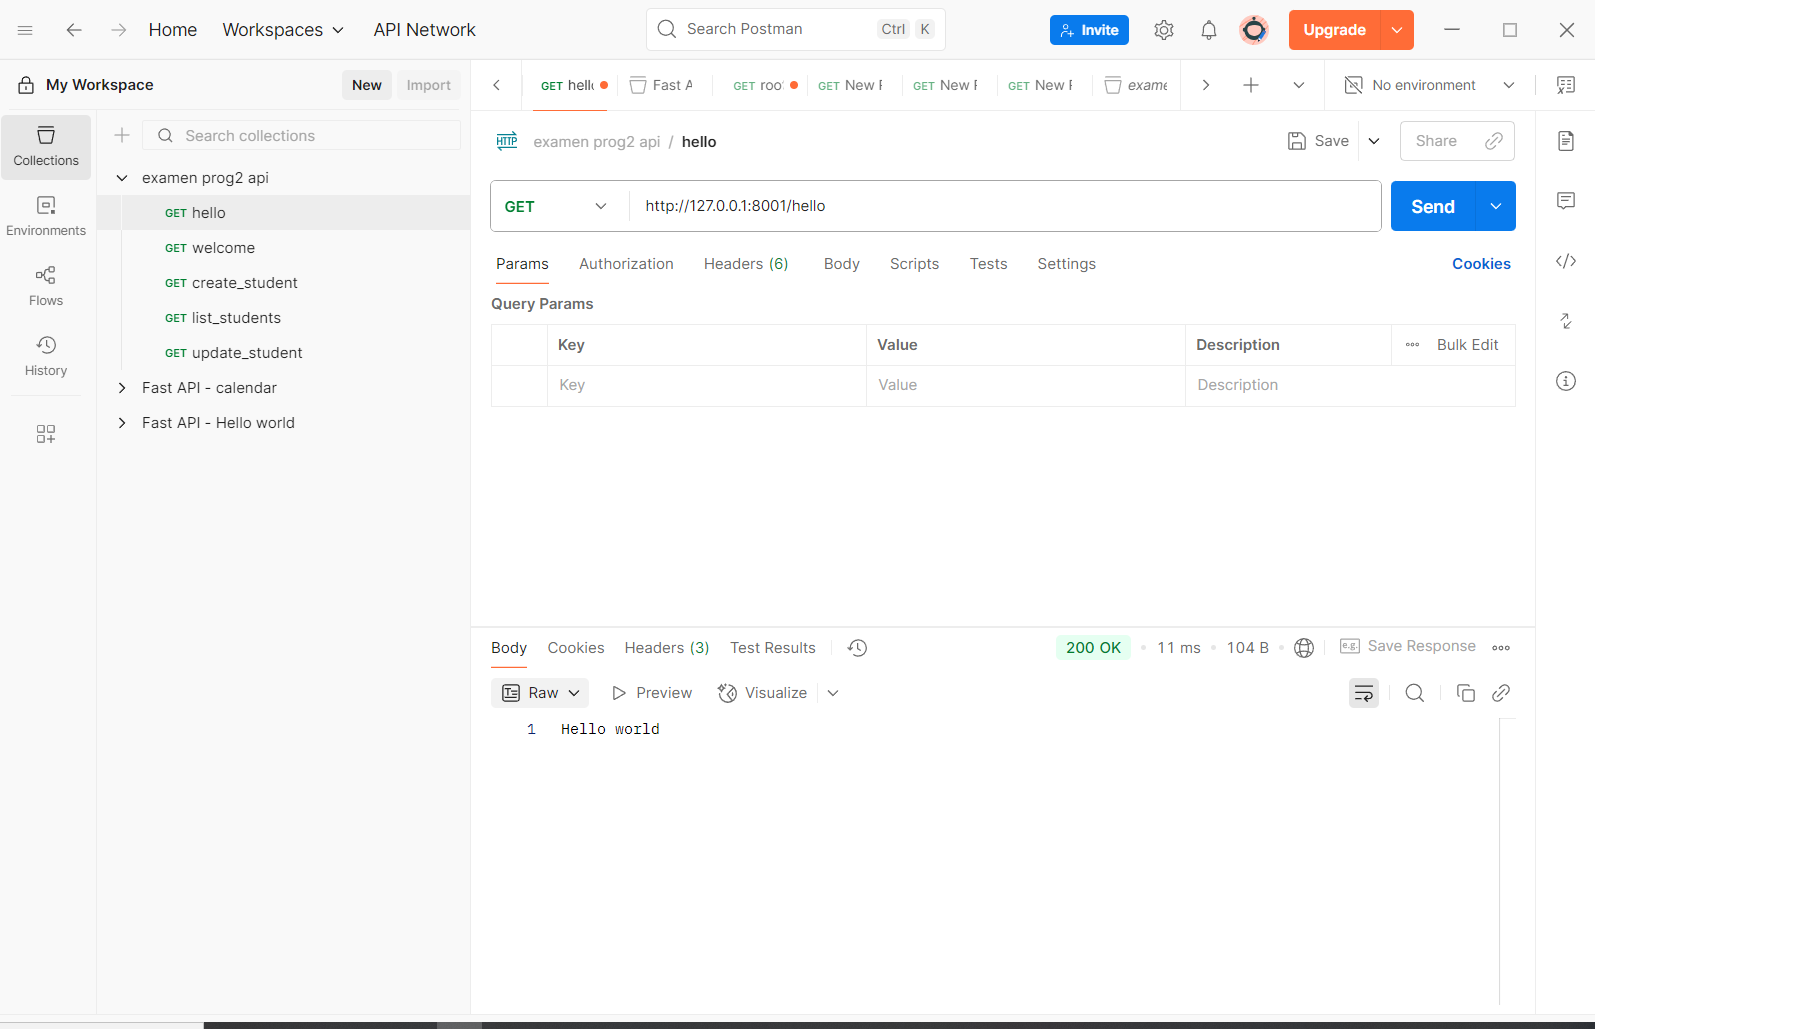 Home Workspaces API Network Search Postman Ctrl K Invite Upgrade
My Workspace New Import
GET hello Fast A GET roo GET New GET New GET New exame No environment
Collections
Environments
Flows
History
Search collections
examen prog2 api
GET hello
GET welcome
GET create_student
GET list_students
GET update_student
Fast API - calendar
Fast API - Hello world
HTTP examen prog2 api / hello Save Share
GET http://127.0.0.1:8001/hello Send
Params Authorization Headers (6) Body Scripts Tests Settings Cookies
Query Params
Key Value Description Bulk Edit
Key Value Description
Body Cookies Headers (3) Test Results 200 OK 11 ms 104 B e.g. Save Response
Raw Preview Visualize
1 Hello world